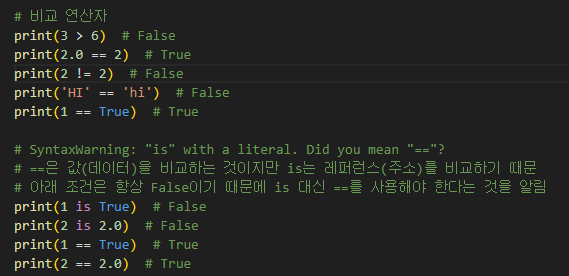 # 비교 연산자
print(3 > 6)  # False
print(2.0 == 2)  # True
print(2 != 2)  # False
print('HI' == 'hi')  # False
print(1 == True)  # True
# SyntaxWarning: "is" with a literal. Did you mean "=="?
# ==은 값(데이터)을 비교하는 것이지만 is는 레퍼런스(주소)를 비교하기 때문
# 아래 조건은 항상 False이기 때문에 is 대신 ==를 사용해야 한다는 것을 알림
print(1 is True)  # False
print(2 is 2.0)  # False
print(1 == True)  # True
print(2 == 2.0)  # True